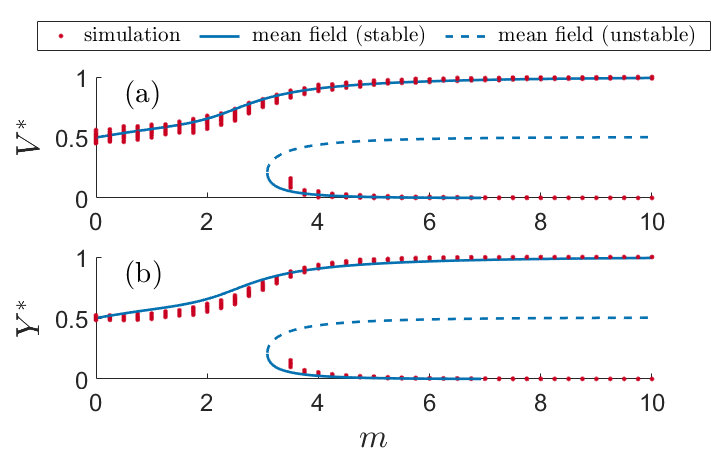 simulation mean field (stable) mean field (unstable)
(a)
V*
1
0.5
0
0 2 4 6 8 10
(b)
Y*
1
0.5
0
0 2 4 6 8 10
m